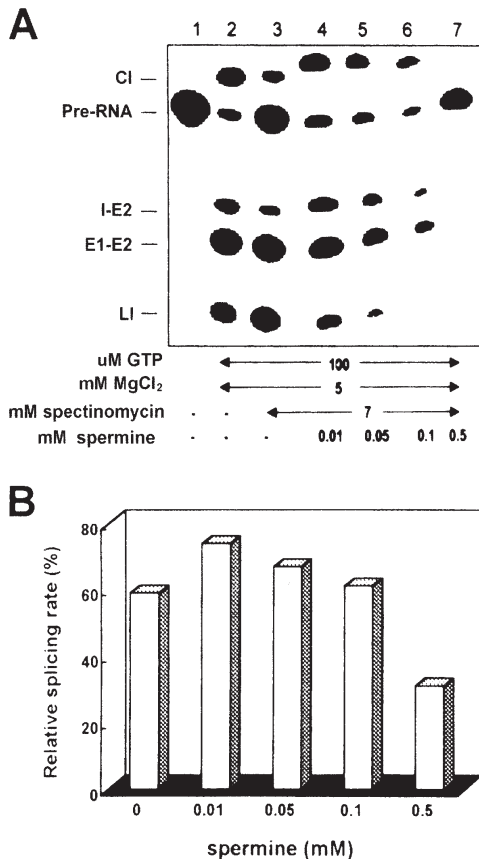 A
1 2 3 4 5 6 7
CI
Pre-RNA
I-E2
E1-E2
LI
uM GTP 100
mM MgCl₂ 5
mM spectinomycin - - 7
mM spermine - - - 0.01 0.05 0.1 0.5
B
Relative splicing rate (%)
80
60
40
20
0
0 0.01 0.05 0.1 0.5
spermine (mM)